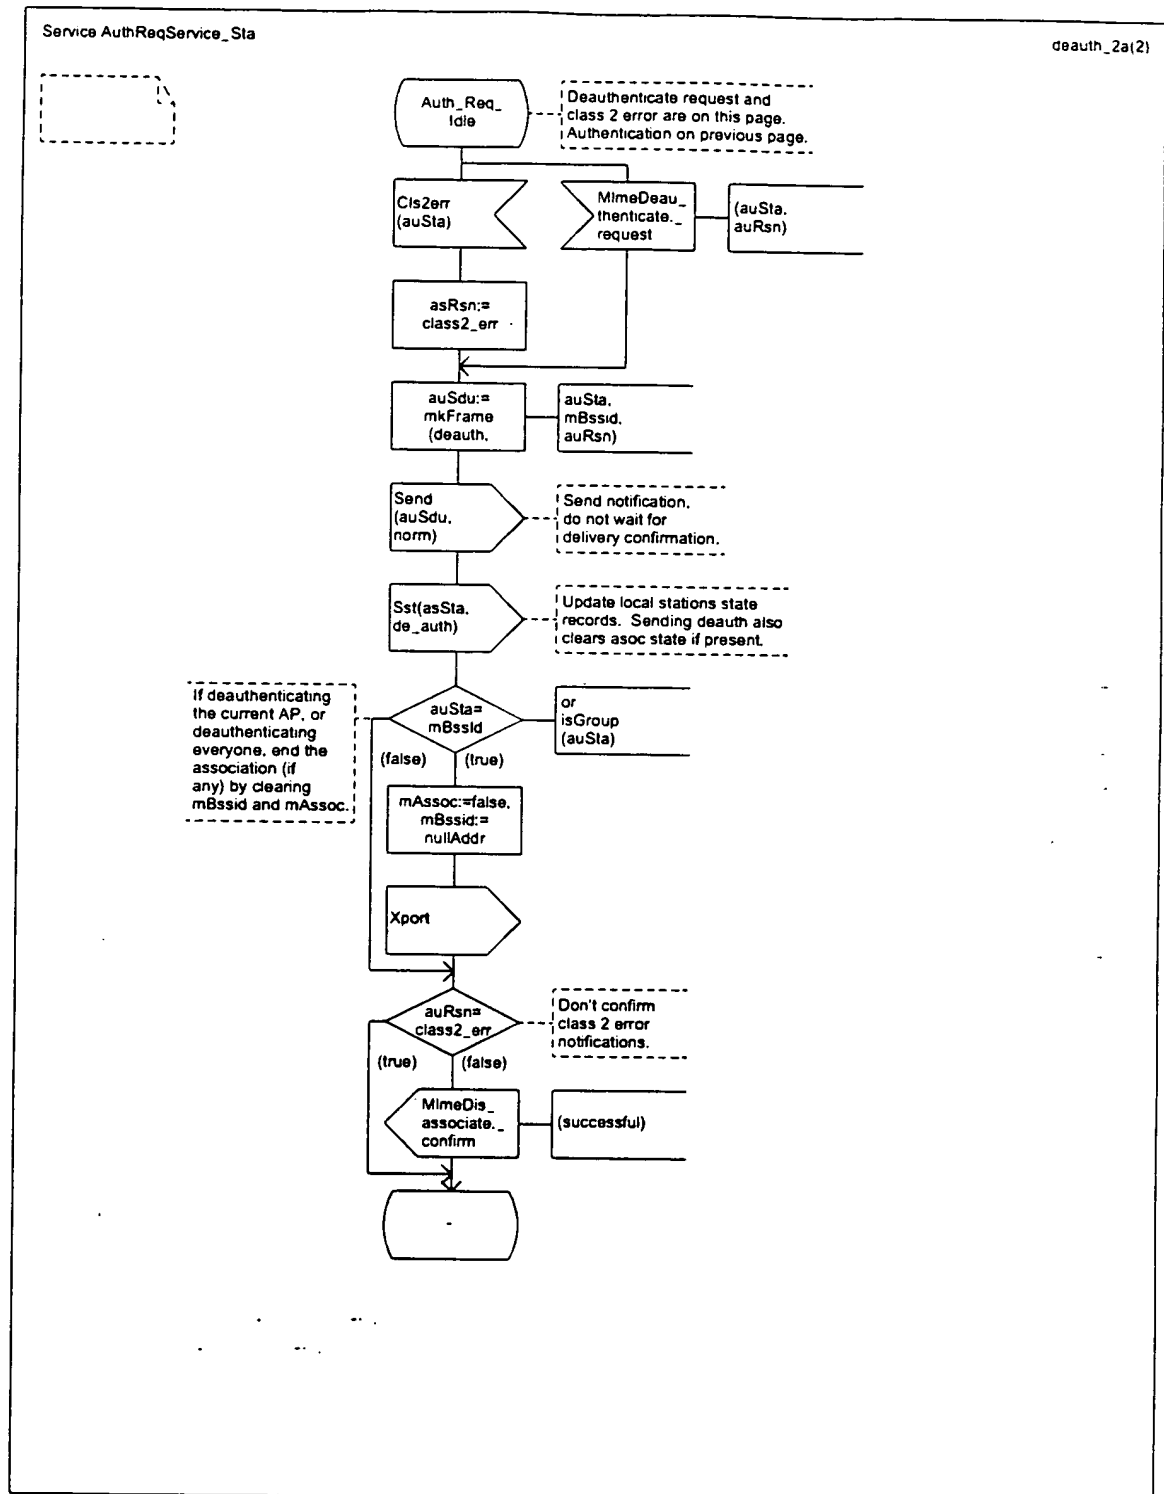 Service AuthReqService_Sta
deauth_2a(2)
Auth_Req_
Idle
Deauthenticate request and
class 2 error are on this page.
Authentication on previous page.
Cls2err
(auSta)
MlmeDeau_
thenticate._
request
(auSta,
auRsn)
asRsn:=
class2_err
auSdu:=
mkFrame
(deauth,
auSta,
mBssid,
auRsn)
Send
(auSdu,
norm)
Send notification,
do not wait for
delivery confirmation.
Sst(asSta,
de_auth)
Update local stations state
records. Sending deauth also
clears asoc state if present.
If deauthenticating
the current AP, or
deauthenticating
everyone, end the
association (if
any) by clearing
mBssid and mAssoc.
auSta=
mBssId
or
isGroup
(auSta)
(false)
(true)
mAssoc:=false,
mBssid:=
nullAddr
Xport
auRsn=
class2_err
Don't confirm
class 2 error
notifications.
(true)
(false)
MlmeDis_
associate._
confirm
(successful)
-